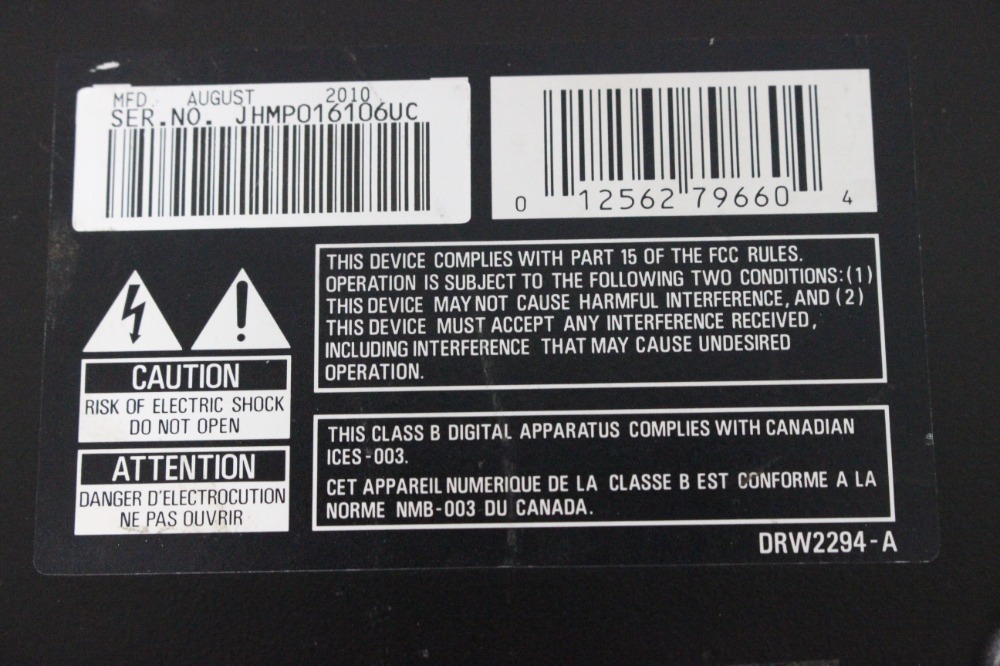 MFD. AUGUST 2010
SER.NO. JHMP016106UC
0 12562 79660 4
THIS DEVICE COMPLIES WITH PART 15 OF THE FCC RULES.
OPERATION IS SUBJECT TO THE FOLLOWING TWO CONDITIONS: (1)
THIS DEVICE MAY NOT CAUSE HARMFUL INTERFERENCE, AND (2)
THIS DEVICE MUST ACCEPT ANY INTERFERENCE RECEIVED,
INCLUDING INTERFERENCE THAT MAY CAUSE UNDESIRED
OPERATION.
CAUTION
RISK OF ELECTRIC SHOCK
DO NOT OPEN
ATTENTION
DANGER D'ELECTROCUTION
NE PAS OUVRIR
THIS CLASS B DIGITAL APPARATUS COMPLIES WITH CANADIAN
ICES-003.
CET APPAREIL NUMERIQUE DE LA CLASSE B EST CONFORME A LA
NORME NMB-003 DU CANADA.
DRW2294-A